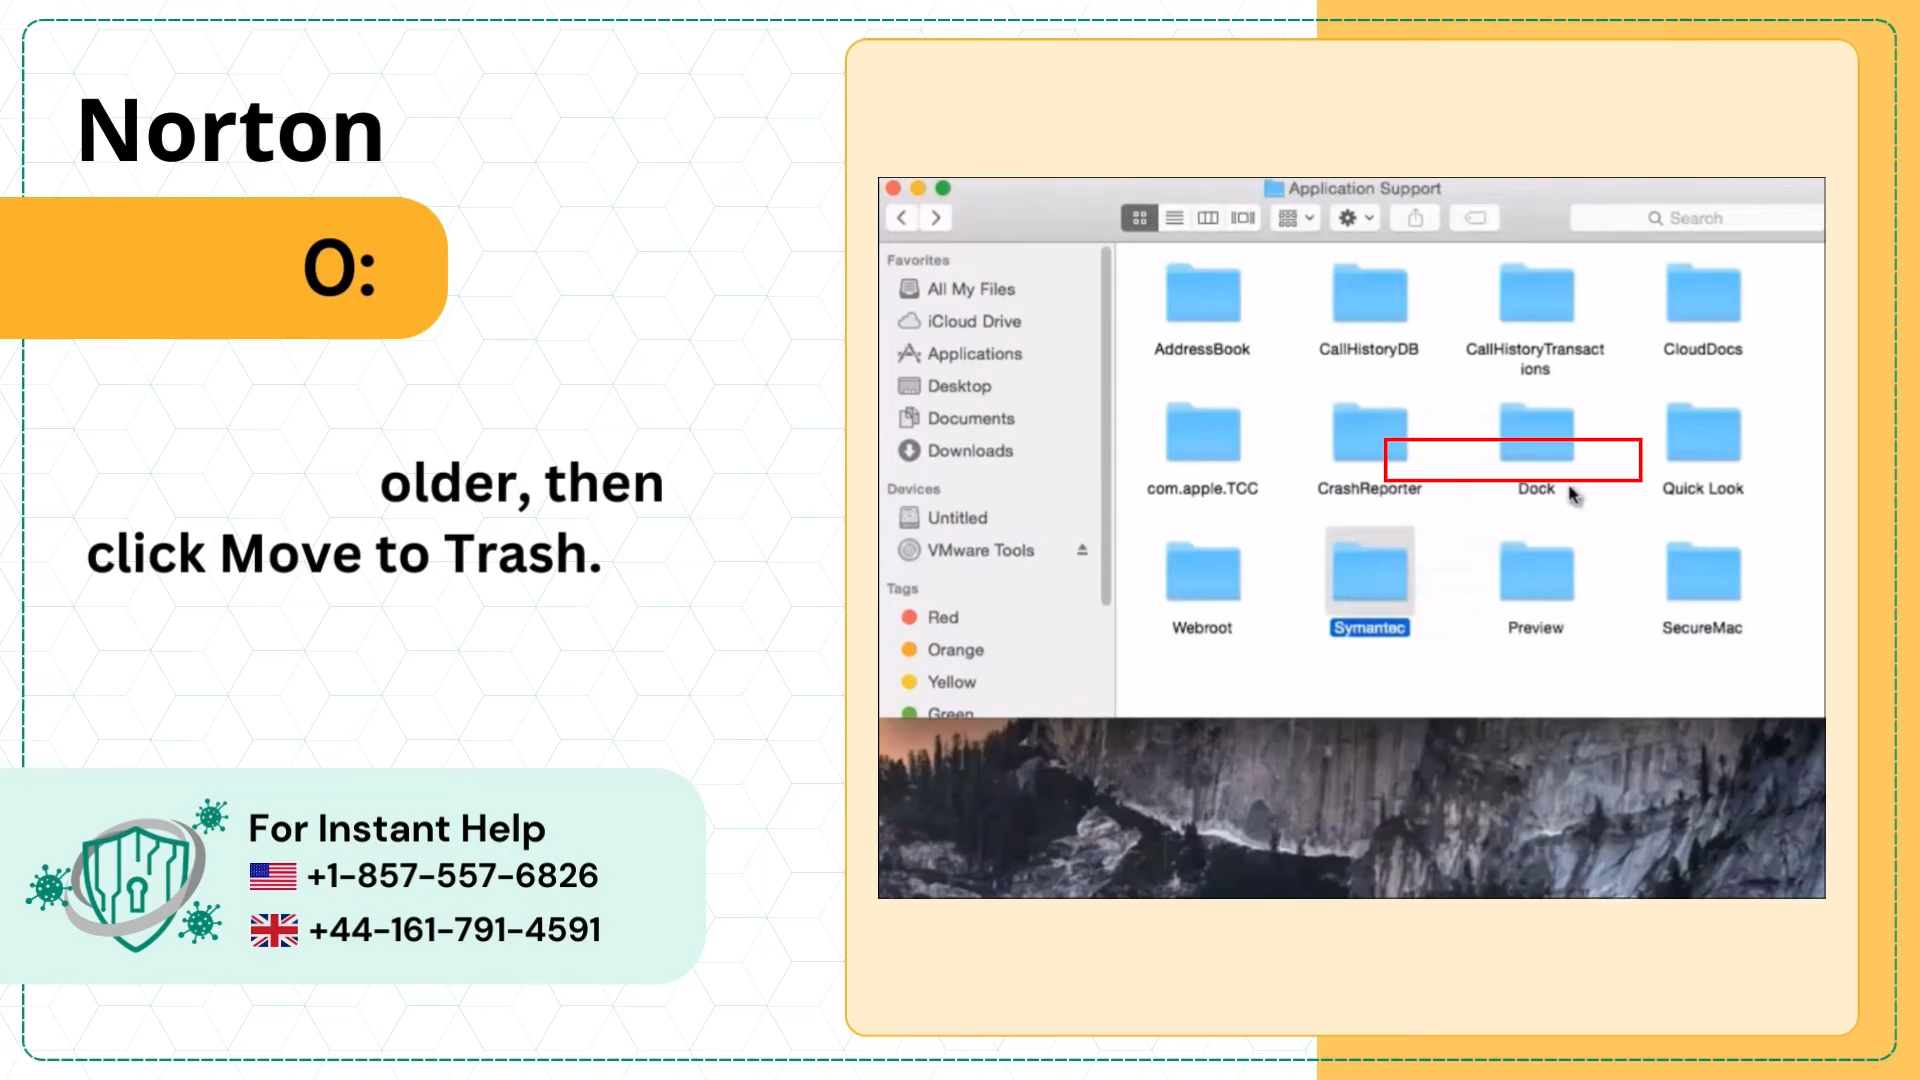 Norton
O:
older, then
click Move to Trash.
For Instant Help
+1-857-557-6826
+44-161-791-4591
Application Support
Search
Favorites
All My Files
iCloud Drive
Applications
Desktop
Documents
Downloads
Devices
Untitled
VMware Tools
Tags
Red
Orange
Yellow
Green
AddressBook
CallHistoryDB
CallHistoryTransact
ions
CloudDocs
com.apple.TCC
CrashReporter
Dock
Quick Look
Webroot
Symantec
Preview
SecureMac